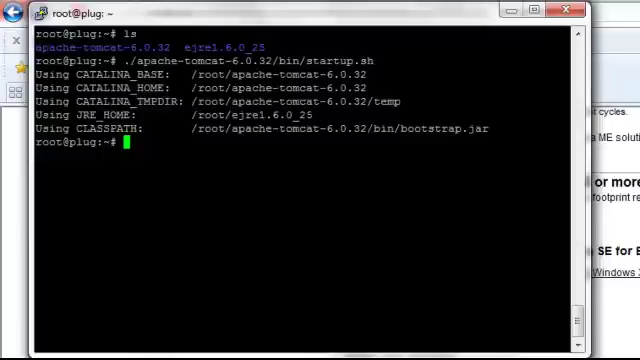 root@plug: ~
root@plug:~# ls
apache-tomcat-6.0.32 ejre1.6.0_25
root@plug:~# ./apache-tomcat-6.0.32/bin/startup.sh
Using CATALINA_BASE: /root/apache-tomcat-6.0.32
Using CATALINA_HOME: /root/apache-tomcat-6.0.32
Using CATALINA_TMPDIR: /root/apache-tomcat-6.0.32/temp
Using JRE_HOME: /root/ejre1.6.0_25
Using CLASSPATH: /root/apache-tomcat-6.0.32/bin/bootstrap.jar
root@plug:~#
cycles.
a ME soluti
l or more
footprint re
SE for E
Windows 3